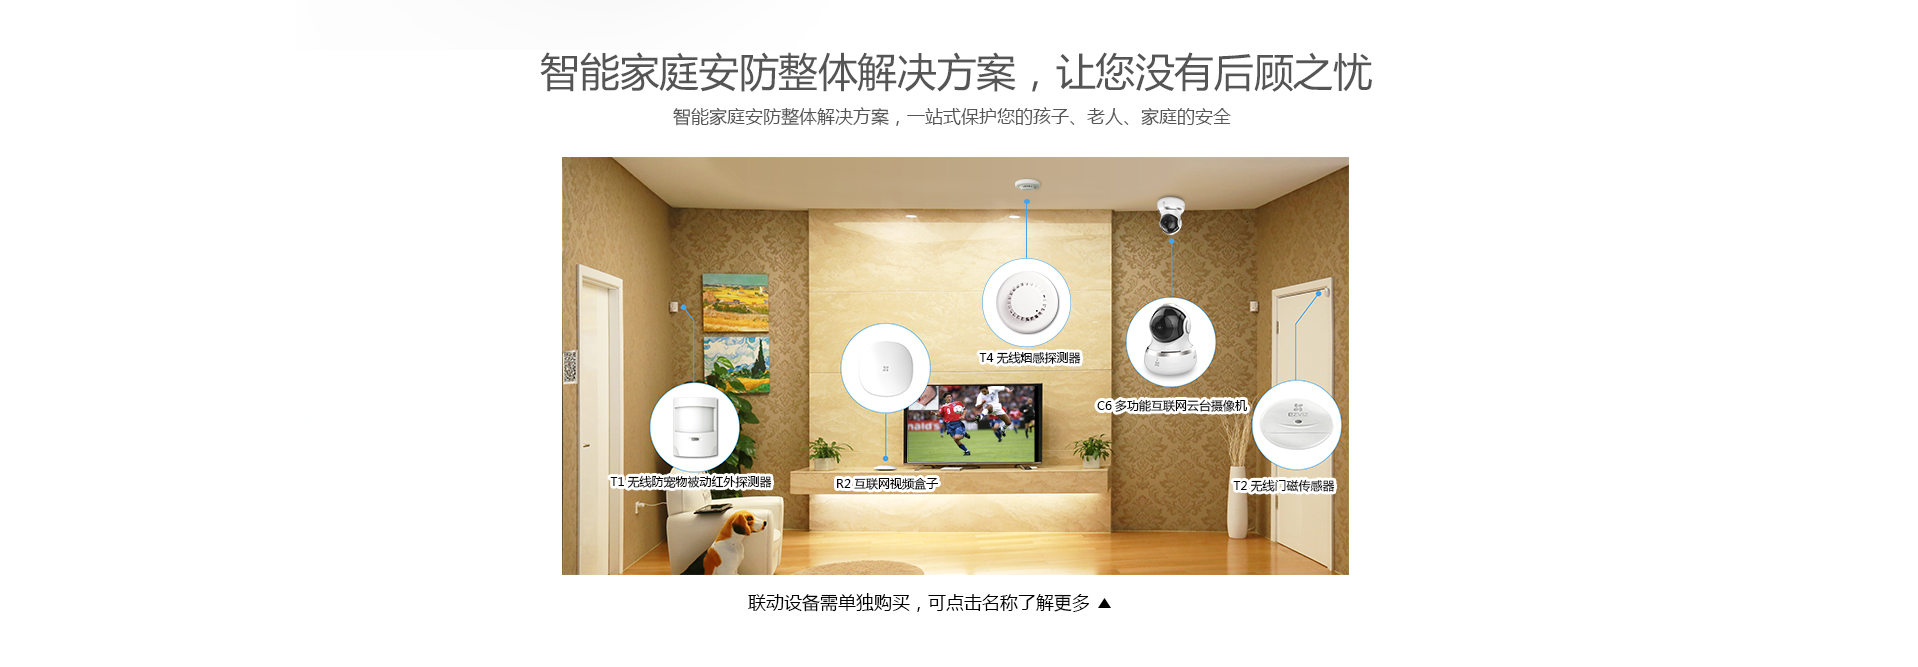 智能家庭安防整体解决方案，让您没有后顾之忧
智能家庭安防整体解决方案，一站式保护您的孩子、老人、家庭的安全
T4 无线烟感探测器
C6 多功能互联网云台摄像机
EZVIZ
T1 无线防宠物被动红外探测器
R2 互联网视频盒子
T2 无线门磁传感器
联动设备需单独购买，可点击名称了解更多 ▲